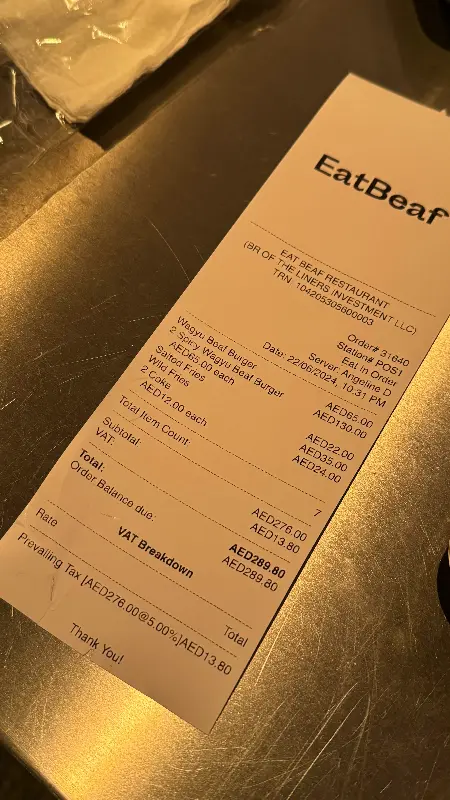 EatBeaf
EAT BEAF RESTAURANT
(BR OF THE LINERS INVESTMENT LLC)
TRN: 104205305600003
Order# 31640
Station# POS1
Eat in Order
Server: Angeline D
Date: 22/06/2024, 10:31 PM
Wagyu Beaf Burger AED65.00
2 Spicy Wagyu Beaf Burger AED130.00
AED65.00 each
Salted Fries AED22.00
Wild Fries AED35.00
2 coke AED24.00
AED12.00 each
Total Item Count: 7
Subtotal: AED276.00
VAT: AED13.80
Total: AED289.80
Order Balance due: AED289.80
VAT Breakdown
Rate Total
Prevailing Tax [AED276.00@5.00%]AED13.80
Thank You!